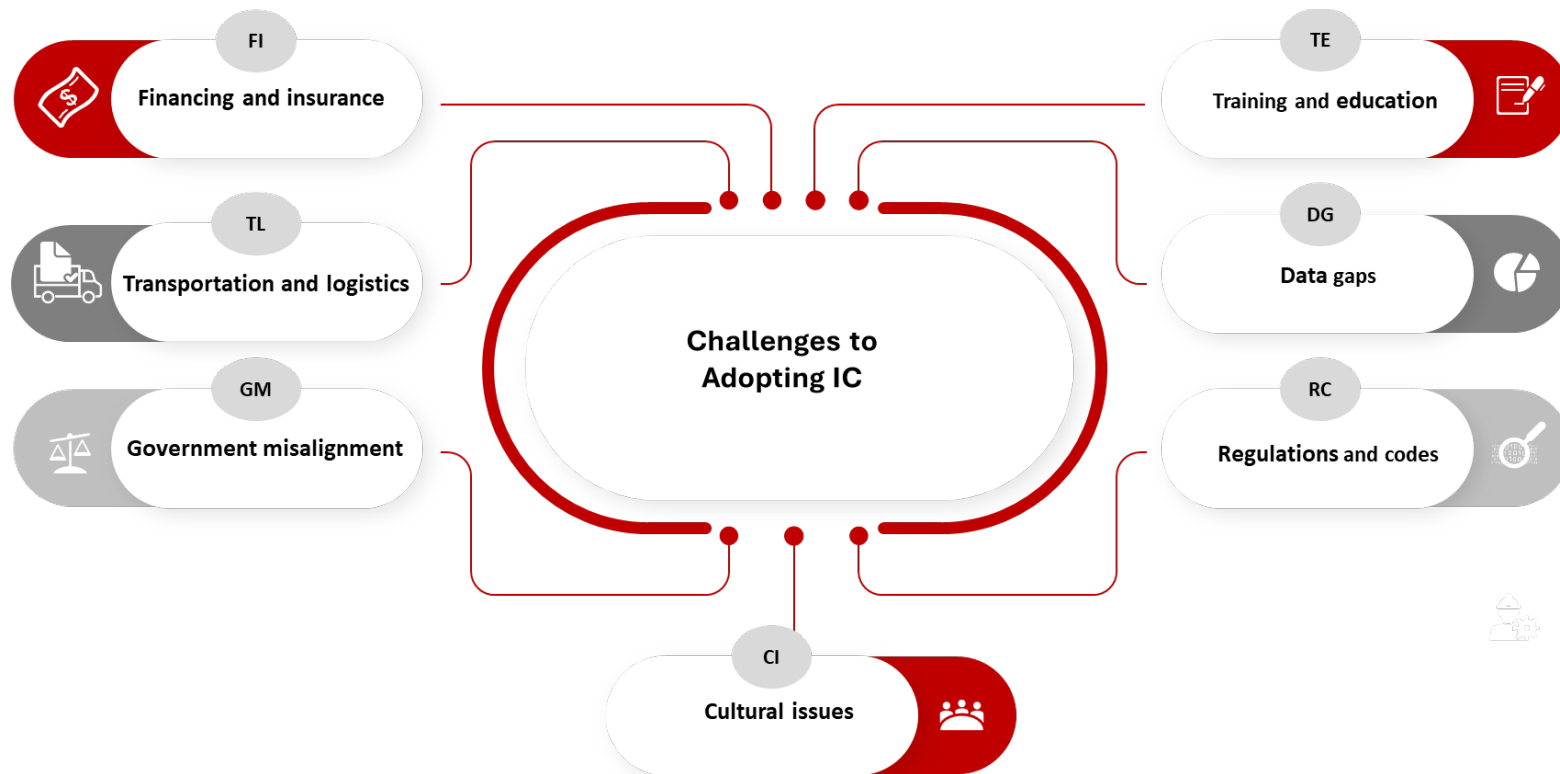 FI
Financing and insurance
TL
Transportation and logistics
GM
Government misalignment
Challenges to
Adopting IC
CI
Cultural issues
TE
Training and education
DG
Data gaps
RC
Regulations and codes